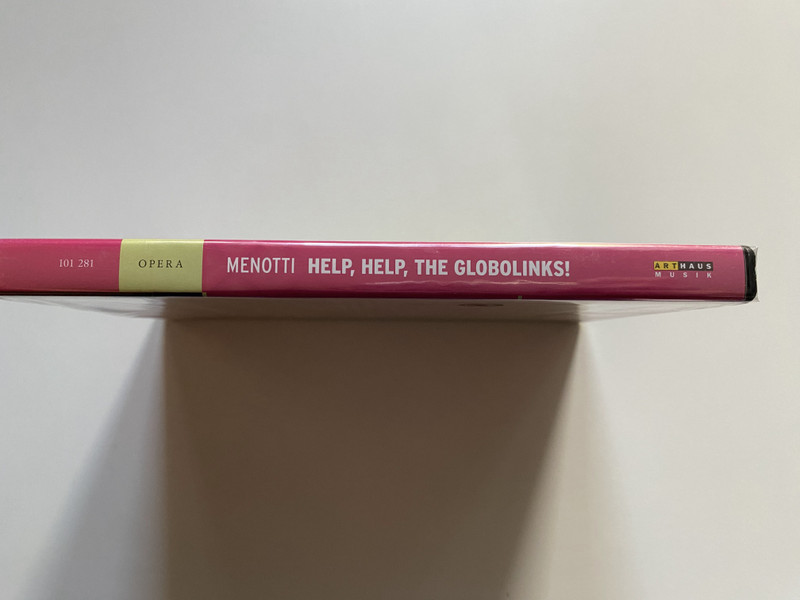 101 281
OPERA
MENOTTI HELP, HELP, THE GLOBOLINKS!
ARTHAUS
MUSIK